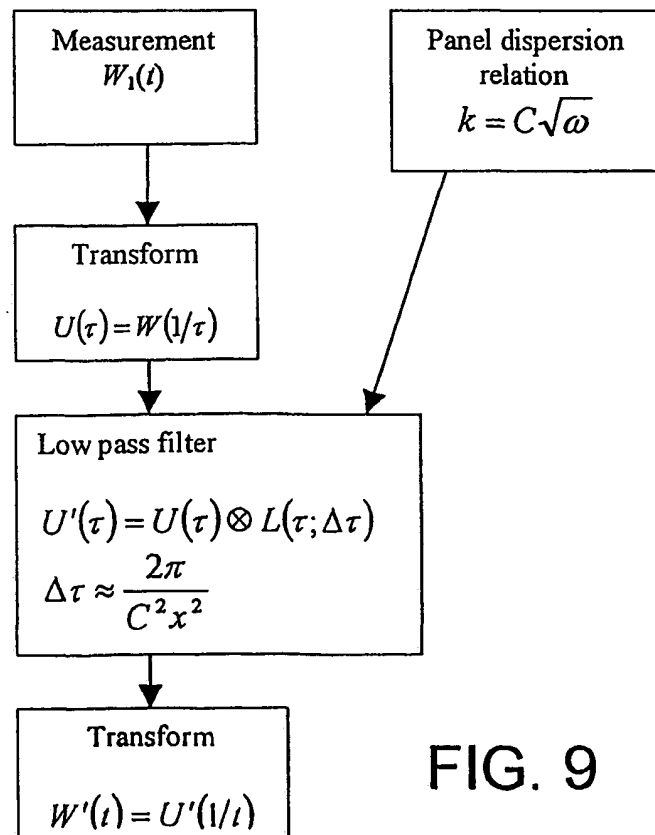 Measurement
W₁(t)
Panel dispersion
relation
k = C√ω
Transform
U(τ) = W(1/τ)
Low pass filter
U'(τ) = U(τ) ⊗ L(τ; Δτ)
Δτ ≈ 2π / C²x²
Transform
W'(t) = U'(1/t)
FIG. 9